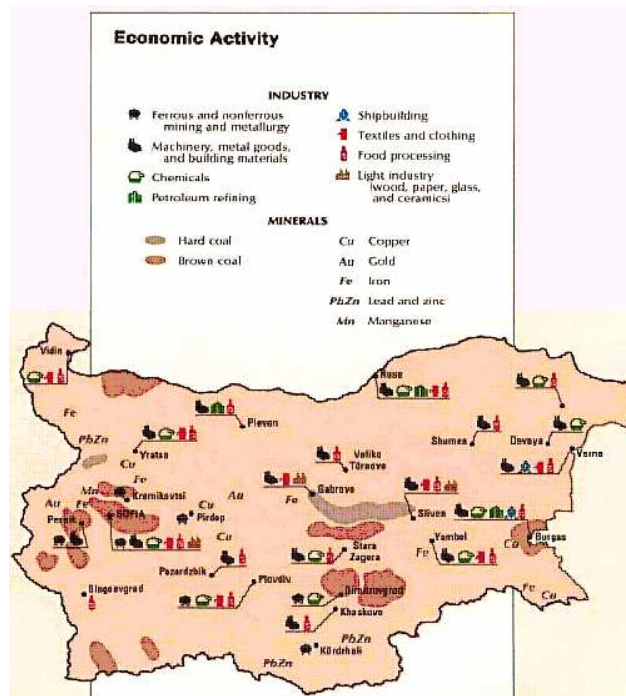 Economic Activity
INDUSTRY
Ferrous and nonferrous
mining and metallurgy
Machinery, metal goods,
and building materials
Chemicals
Petroleum refining
Shipbuilding
Textiles and clothing
Food processing
Light industry
(wood, paper, glass,
and ceramics)
MINERALS
Hard coal
Brown coal
Cu Copper
Au Gold
Fe Iron
PbZn Lead and zinc
Mn Manganese
Vidin
Ruse
Fe
Pleven
PbZn
Vratsa
Shumen
Devnya
Varna
Cu
Veliko
Tŭrnovo
Fe
Mn
Kremikovtsi
Au
Gabrovo
Fe
Au
Fe
Pernik
SOFIA
Cu
Pirdop
Sliven
Cu
Yambol
Burgas
Cu
Stara
Zagora
Fe
Pazardzhik
Plovdiv
Blagoevgrad
Dimitrovgrad
Fe
Cu
Khaskovo
PbZn
Kŭrdzhali
PbZn